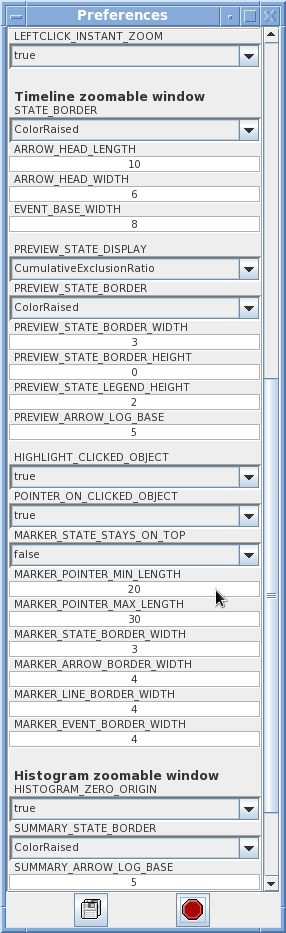 Preferences
LEFTCLICK_INSTANT_ZOOM
true
Timeline zoomable window
STATE_BORDER
ColorRaised
ARROW_HEAD_LENGTH
10
ARROW_HEAD_WIDTH
6
EVENT_BASE_WIDTH
8
PREVIEW_STATE_DISPLAY
CumulativeExclusionRatio
PREVIEW_STATE_BORDER
ColorRaised
PREVIEW_STATE_BORDER_WIDTH
3
PREVIEW_STATE_BORDER_HEIGHT
0
PREVIEW_STATE_LEGEND_HEIGHT
2
PREVIEW_ARROW_LOG_BASE
5
HIGHLIGHT_CLICKED_OBJECT
true
POINTER_ON_CLICKED_OBJECT
true
MARKER_STATE_STAYS_ON_TOP
false
MARKER_POINTER_MIN_LENGTH
20
MARKER_POINTER_MAX_LENGTH
30
MARKER_STATE_BORDER_WIDTH
3
MARKER_ARROW_BORDER_WIDTH
4
MARKER_LINE_BORDER_WIDTH
4
MARKER_EVENT_BORDER_WIDTH
4
Histogram zoomable window
HISTOGRAM_ZERO_ORIGIN
true
SUMMARY_STATE_BORDER
ColorRaised
SUMMARY_ARROW_LOG_BASE
5